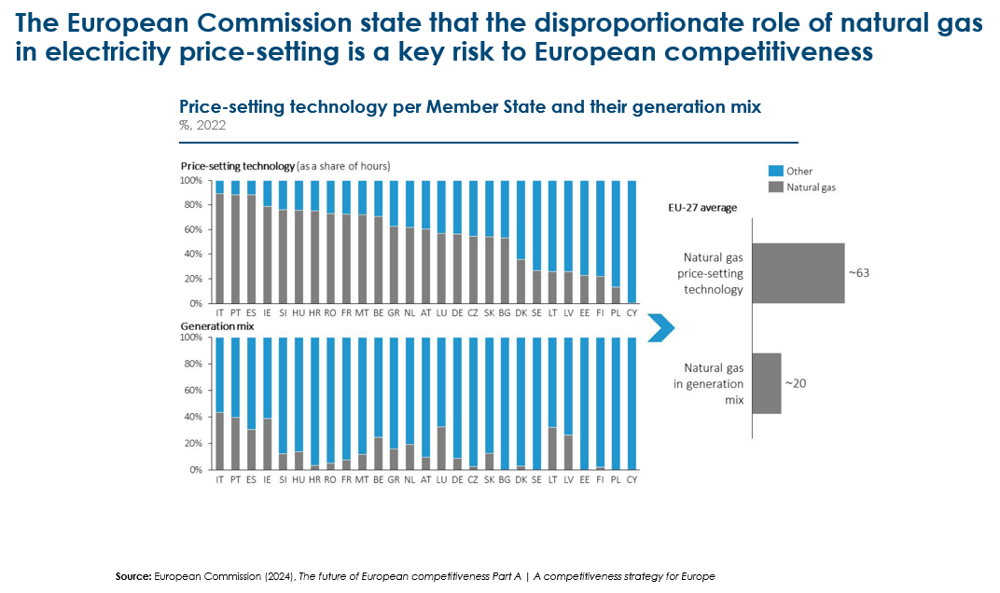 The European Commission state that the disproportionate role of natural gas
in electricity price-setting is a key risk to European competitiveness
Price-setting technology per Member State and their generation mix
%, 2022
Price-setting technology (as a share of hours)
100%
80%
60%
40%
20%
0%
IT PT ES IE SI HU HR RO FR MT BE GR NL AT LU DE CZ SK BG DK SE LT LV EE FI PL CY
Generation mix
100%
80%
60%
40%
20%
0%
IT PT ES IE SI HU HR RO FR MT BE GR NL AT LU DE CZ SK BG DK SE LT LV EE FI PL CY
Other
Natural gas
EU-27 average
Natural gas
price-setting
technology
~63
Natural gas
in generation
mix
~20
Source: European Commission (2024), The future of European competitiveness Part A | A competitiveness strategy for Europe